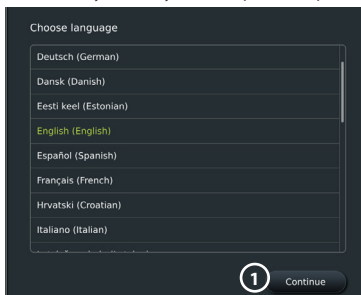 Choose language
Deutsch (German)
Dansk (Danish)
Eesti keel (Estonian)
English (English)
Español (Spanish)
Français (French)
Hrvatski (Croatian)
Italiano (Italian)
1 Continue